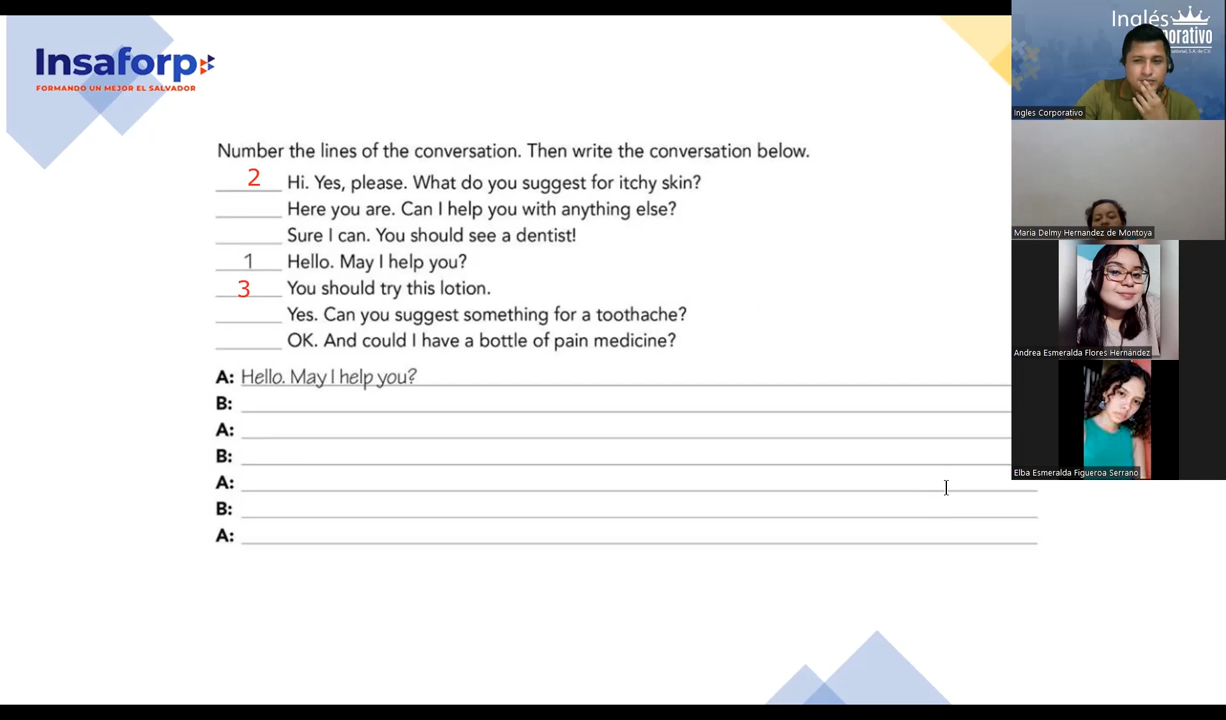 Insaforp
FORMANDO UN MEJOR EL SALVADOR
Inglés
Ingles Corporativo
Maria Delmy Hernandez de Montoya
Andrea Esmeralda Flores Hernández
Elba Esmeralda Figueroa Serrano
Number the lines of the conversation. Then write the conversation below.
2 Hi. Yes, please. What do you suggest for itchy skin?
Here you are. Can I help you with anything else?
Sure I can. You should see a dentist!
1 Hello. May I help you?
3 You should try this lotion.
Yes. Can you suggest something for a toothache?
OK. And could I have a bottle of pain medicine?
A: Hello. May I help you?
B:
A:
B:
A:
B:
A: